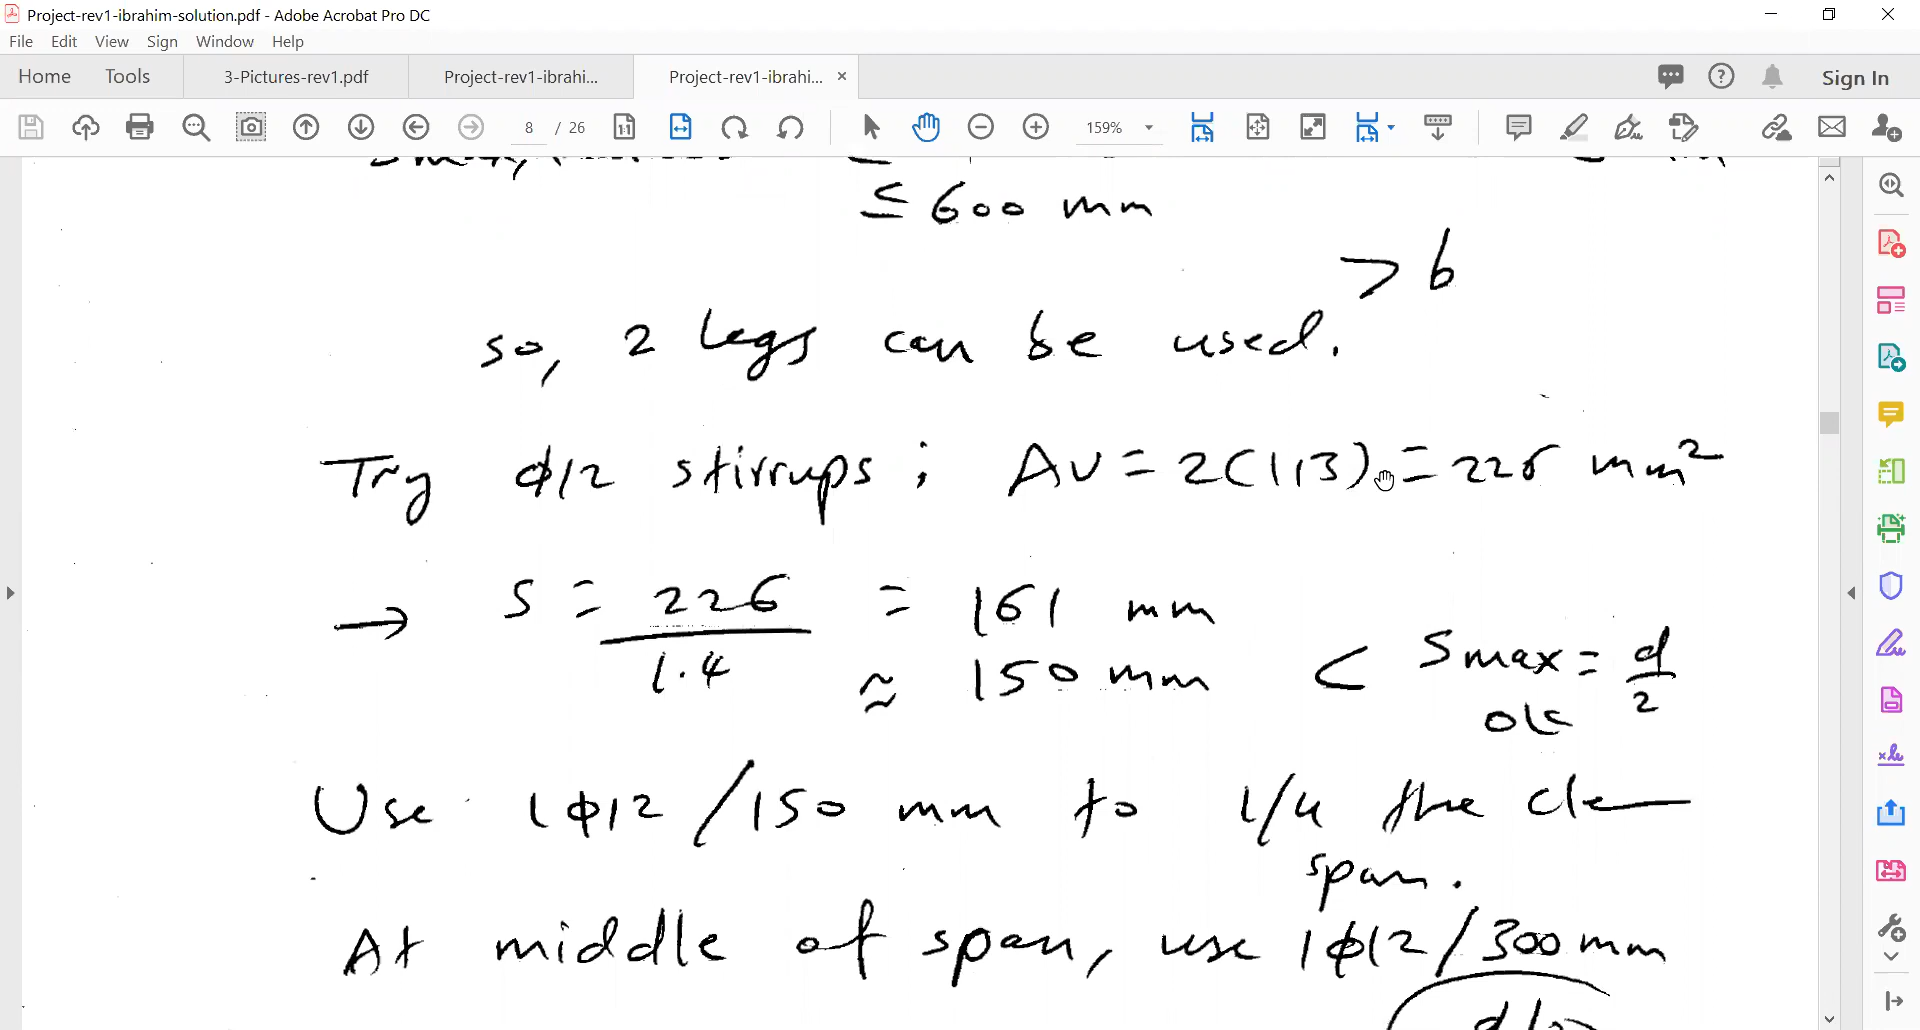 Project-rev1-ibrahim-solution.pdf - Adobe Acrobat Pro DC
File Edit View Sign Window Help
Home Tools 3-Pictures-rev1.pdf Project-rev1-ibrahi... Project-rev1-ibrahi... ×
Sign In
8 / 26 159%
≤ 600 mm
> b
so, 2 legs can be used.
Try φ12 stirrups ; Av = 2(113) = 226 mm²
→ S = 226 / 1.4 = 161 mm
≈ 150 mm < Smax = d/2
ok
Use 1φ12 / 150 mm to 1/4 the clear
span.
At middle of span, use 1φ12/300 mm